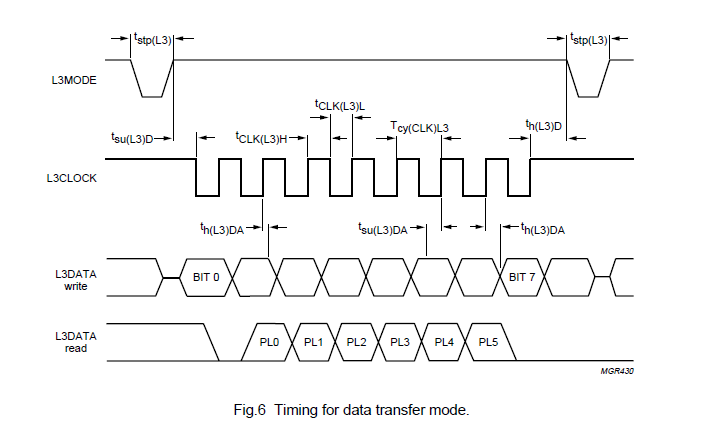 tstp(L3)
tstp(L3)
L3MODE
tCLK(L3)L
tsu(L3)D
tCLK(L3)H
Tcy(CLK)L3
th(L3)D
L3CLOCK
th(L3)DA
tsu(L3)DA
th(L3)DA
L3DATA
write
BIT 0
BIT 7
L3DATA
read
PL0
PL1
PL2
PL3
PL4
PL5
MGR430
Fig.6 Timing for data transfer mode.